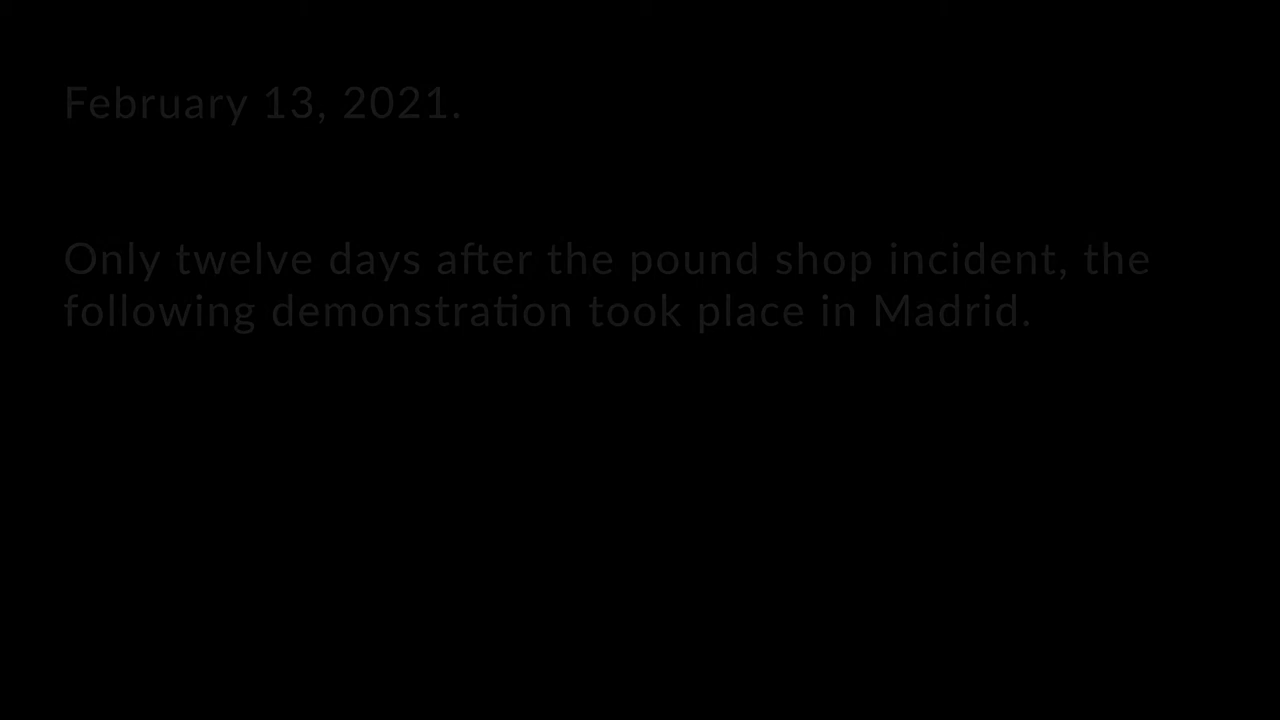 February 13, 2021.
Only twelve days after the pound shop incident, the
following demonstration took place in Madrid.